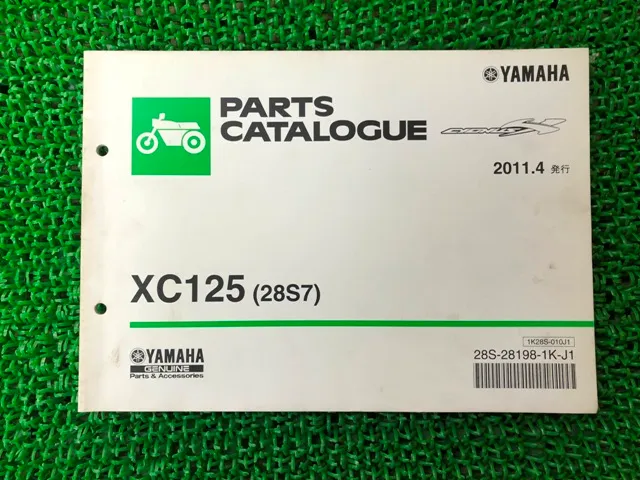 YAMAHA
PARTS
CATALOGUE
CYGNUS X
2011.4 発行
XC125 (28S7)
1K28S-010J1
28S-28198-1K-J1
YAMAHA
GENUINE
Parts & Accessories